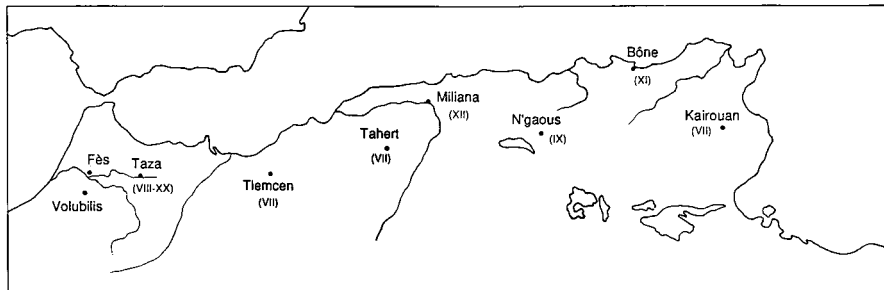 Bône
(XI)
Miliana
(XII)
N'gaous
(IX)
Kairouan
(VII)
Tahert
(VII)
Fès
Taza
(VIII-XX)
Tlemcen
(VII)
Volubilis